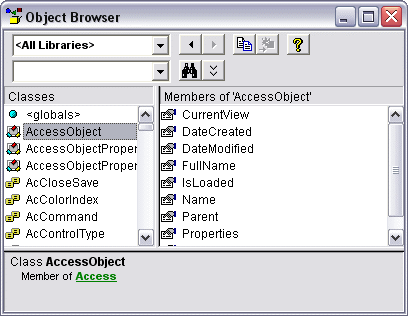 Object Browser
<All Libraries>
?
Classes
Members of 'AccessObject'
<globals>
AccessObject
AccessObjectProper
AccessObjectProper
AcCloseSave
AcColorIndex
AcCommand
AcControlType
CurrentView
DateCreated
DateModified
FullName
IsLoaded
Name
Parent
Properties
Class AccessObject
Member of Access